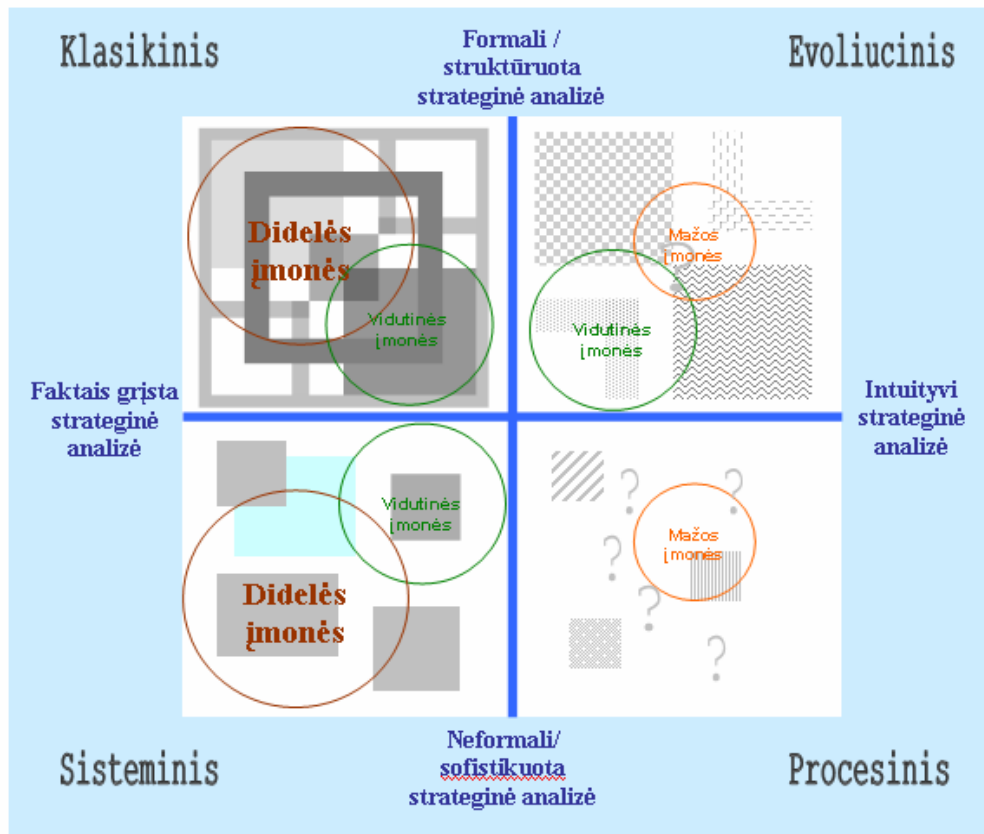 Klasikinis
Formali /
struktūruota
strateginė analizė
Evoliucinis
Didelės
įmonės
Vidutinės
įmonės
Mažos
įmonės
?
Vidutinės
įmonės
Faktais grįsta
strateginė
analizė
Intuityvi
strateginė
analizė
Vidutinės
įmonės
Didelės
įmonės
? ?
Mažos
įmonės
?
?
?
Sisteminis
Neformali/
sofistikuota
strateginė analizė
Procesinis